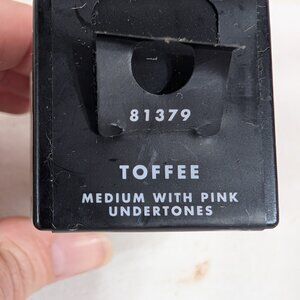 81379
TOFFEE
MEDIUM WITH PINK
UNDERTONES